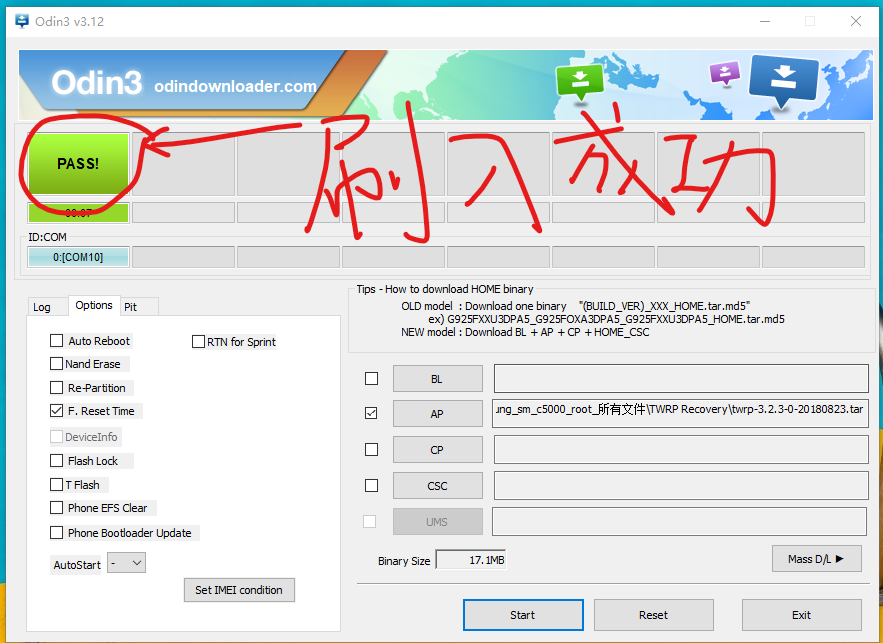 Odin3 v3.12
Odin3 odindownloader.com
PASS!
刷入成功
00:07
ID:COM
0:[COM10]
Log Options Pit
Auto Reboot RTN for Sprint
Nand Erase
Re-Partition
F. Reset Time
DeviceInfo
Flash Lock
T Flash
Phone EFS Clear
Phone Bootloader Update
AutoStart -
Set IMEI condition
Tips - How to download HOME binary
OLD model : Download one binary "(BUILD_VER)_XXX_HOME.tar.md5"
ex) G925FXXU3DPA5_G925FOXA3DPA5_G925FXXU3DPA5_HOME.tar.md5
NEW model : Download BL + AP + CP + HOME_CSC
BL
AP ung_sm_c5000_root_所有文件\TWRP Recovery\twrp-3.2.3-0-20180823.tar
CP
CSC
UMS
Binary Size 17.1MB
Mass D/L ►
Start Reset Exit